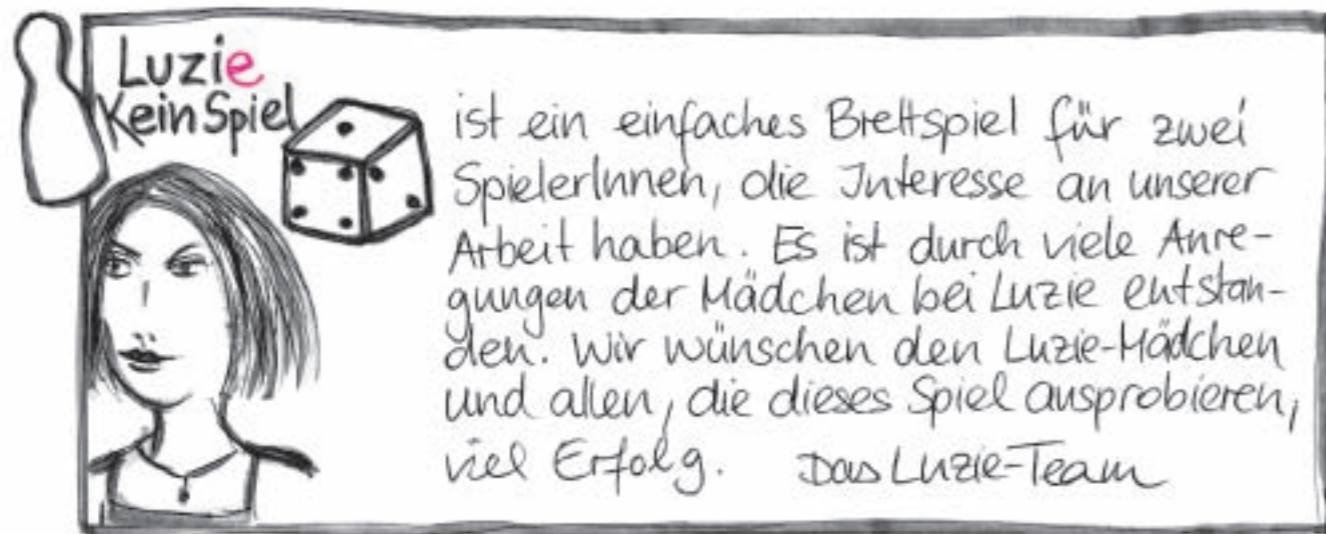 Luzie
Kein Spiel
ist ein einfaches Brettspiel für zwei
SpielerInnen, die Interesse an unserer
Arbeit haben. Es ist durch viele Anre-
gungen der Mädchen bei Luzie entstan-
den. Wir wünschen den Luzie-Mädchen
und allen, die dieses Spiel ausprobieren,
viel Erfolg. Das Luzie-Team